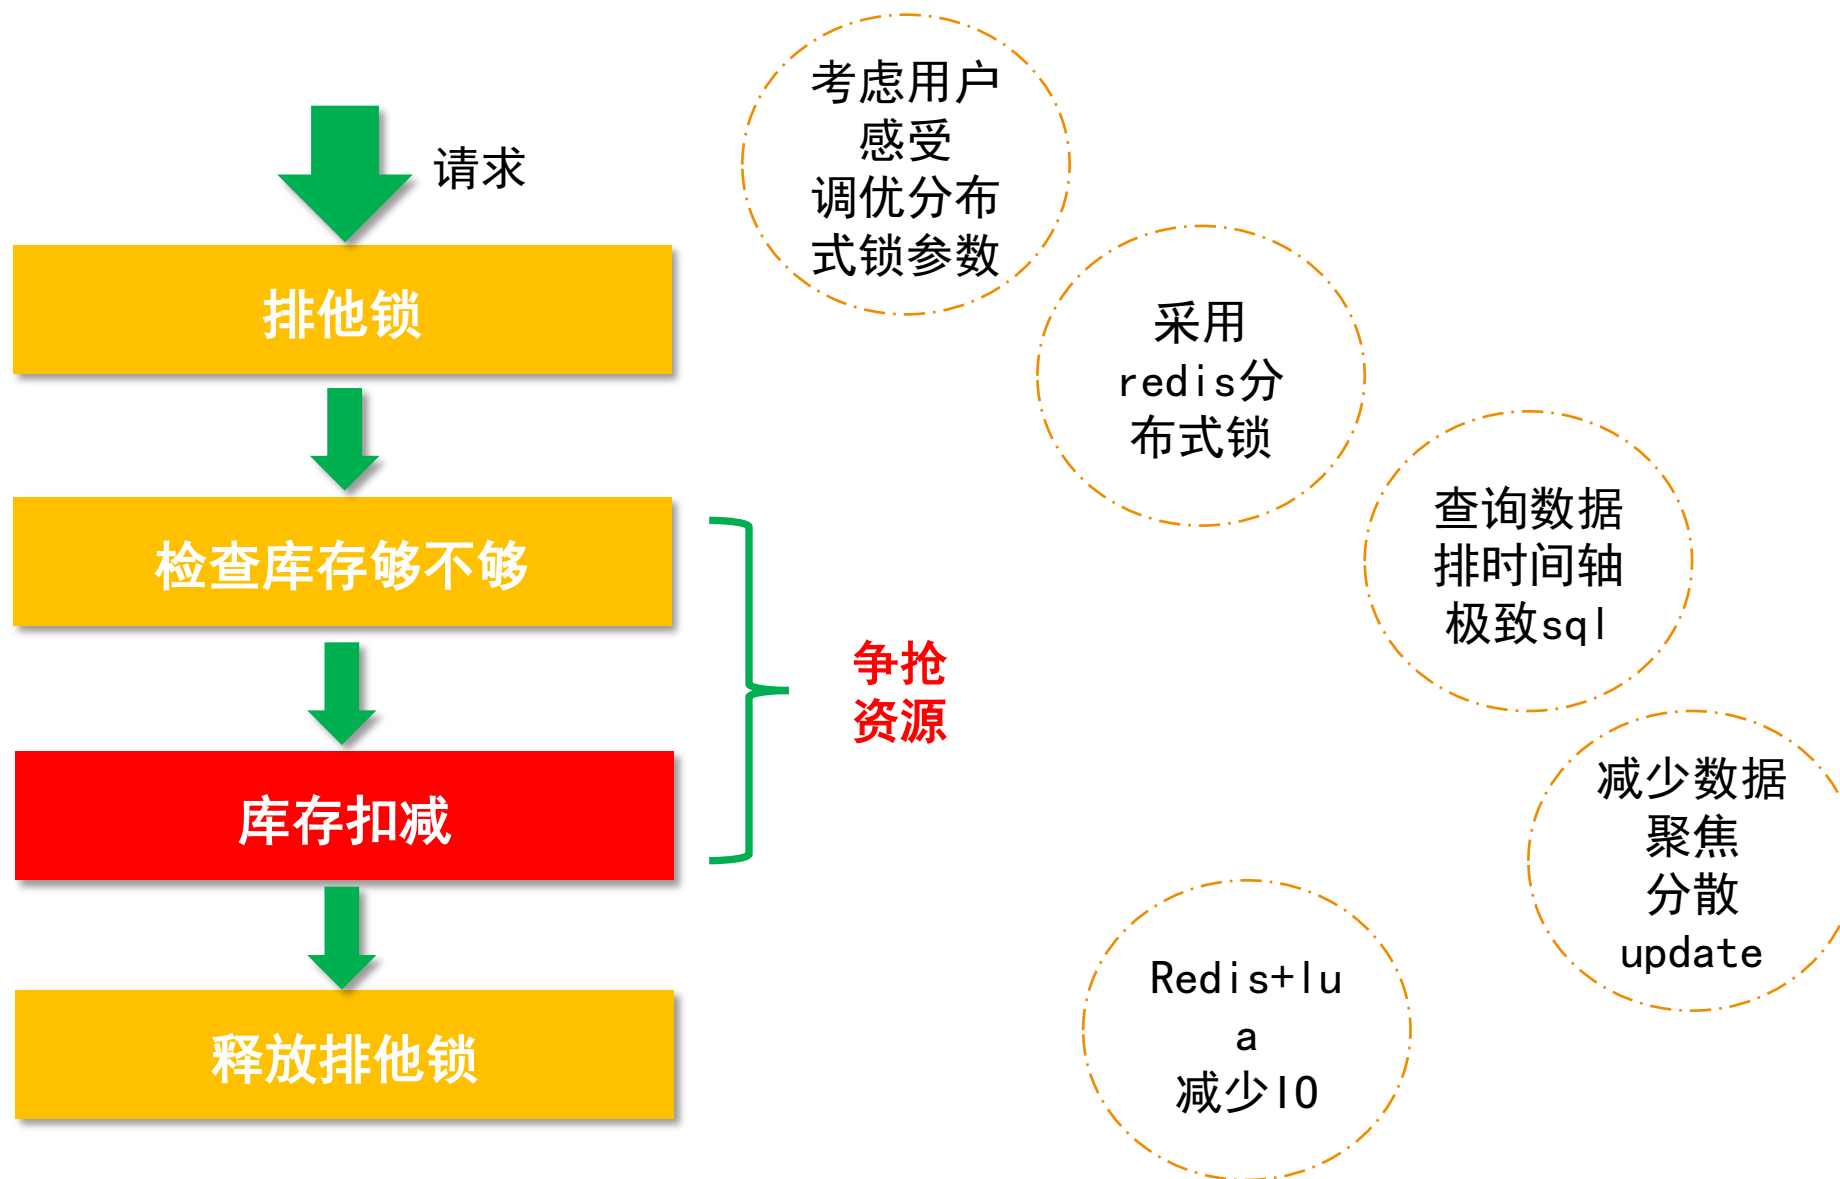 请求
排他锁
检查库存够不够
库存扣减
释放排他锁
争抢
资源
考虑用户
感受
调优分布
式锁参数
采用
redis分
布式锁
查询数据
排时间轴
极致sql
减少数据
聚焦
分散
update
Redis+lu
a
减少IO